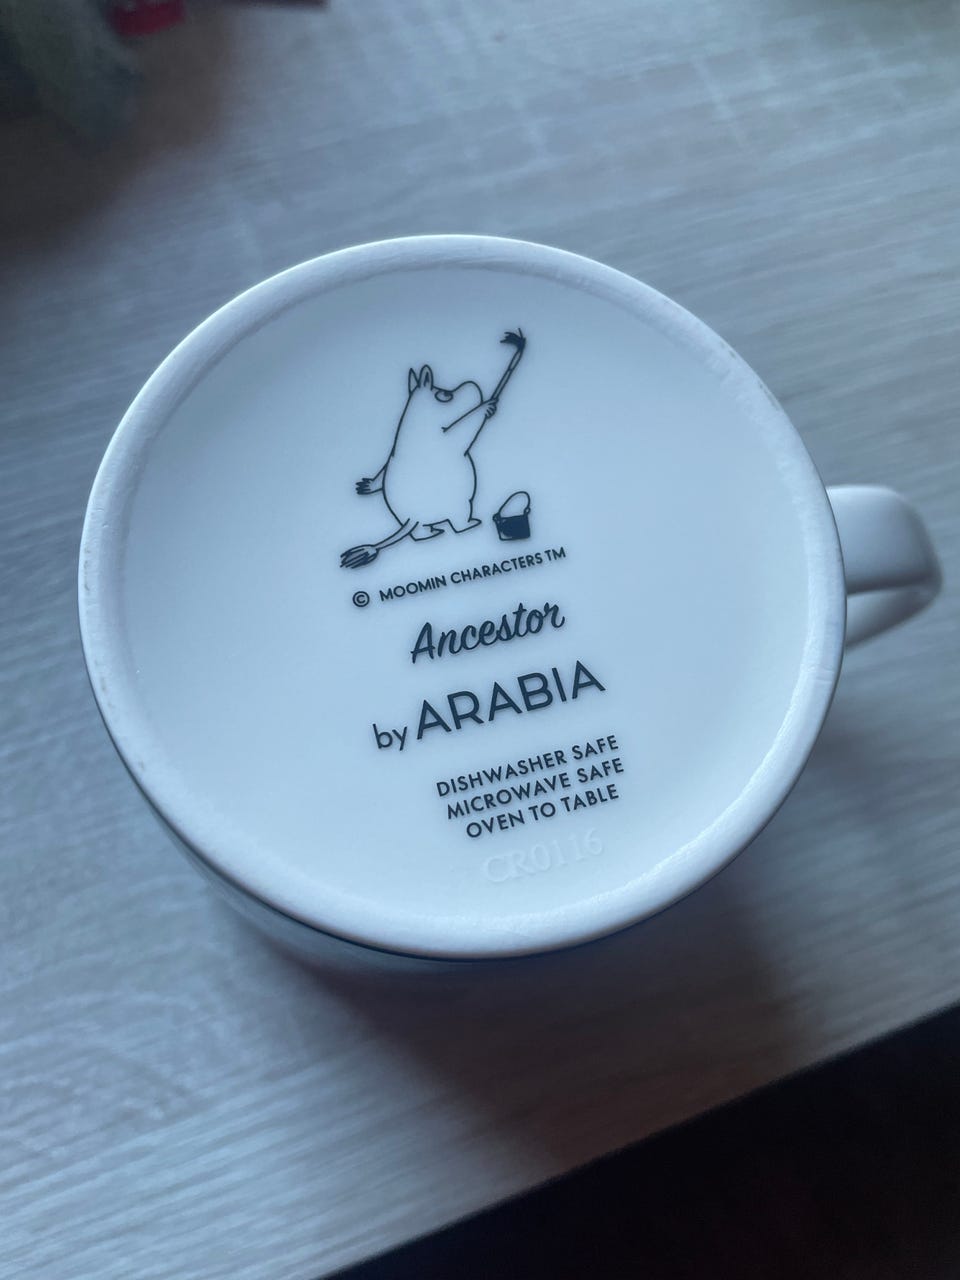 © MOOMIN CHARACTERS TM
Ancestor
by ARABIA
DISHWASHER SAFE
MICROWAVE SAFE
OVEN TO TABLE
CR0116